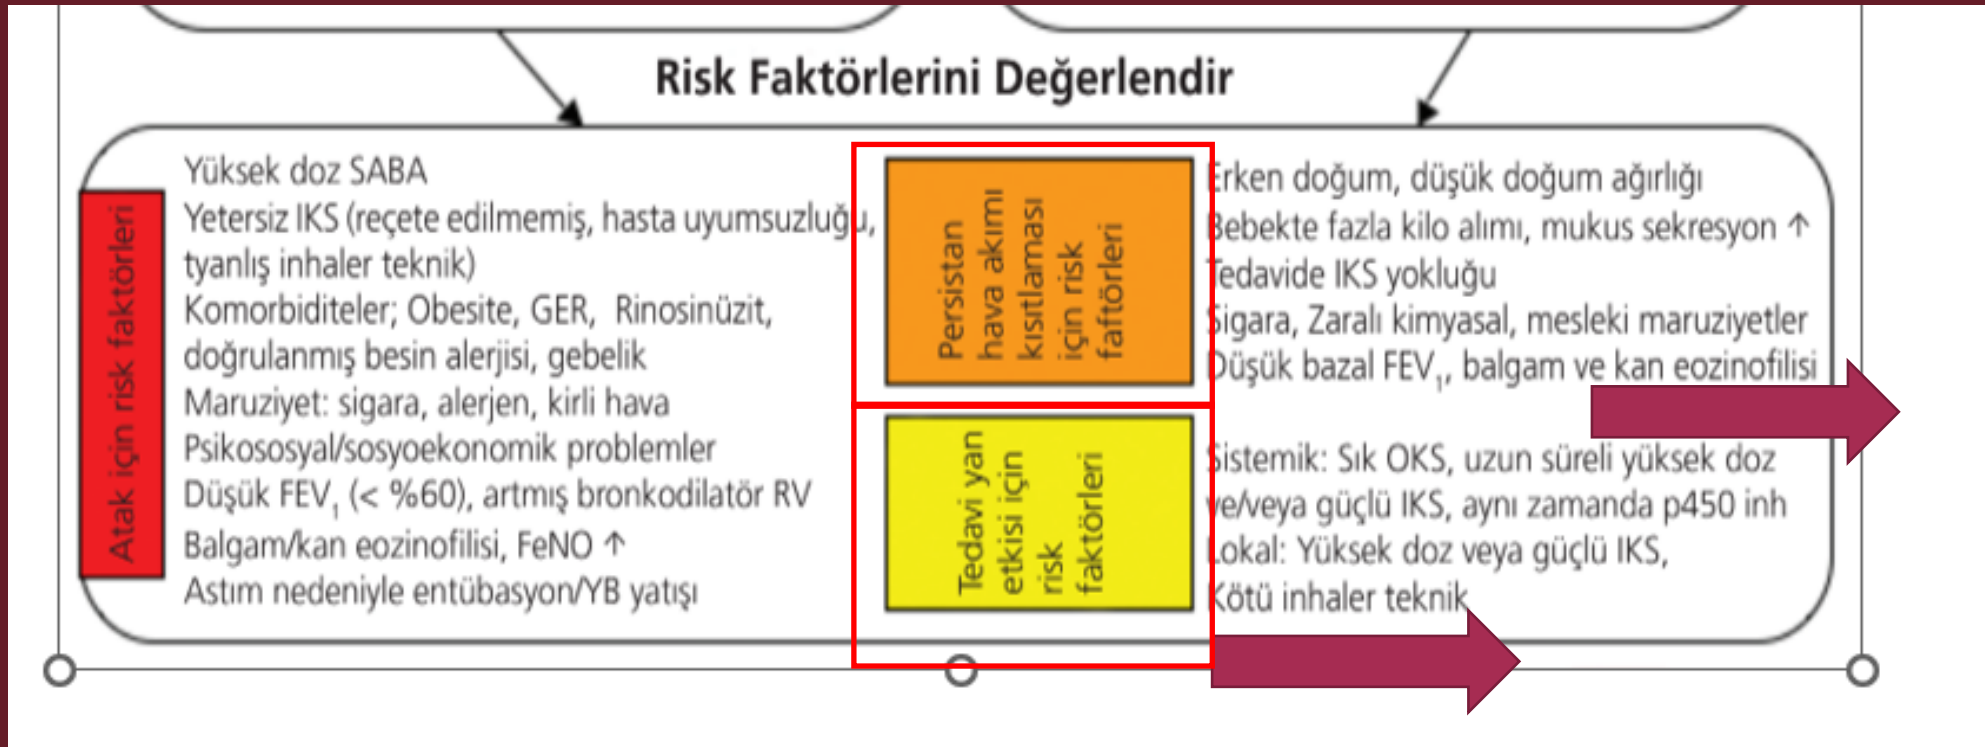 Risk Faktörlerini Değerlendir
Atak için risk faktörleri
Yüksek doz SABA
Yetersiz IKS (reçete edilmemiş, hasta uyumsuzluğu,
tyanlış inhaler teknik)
Komorbiditeler; Obesite, GER, Rinosinüzit,
doğrulanmış besin alerjisi, gebelik
Maruziyet: sigara, alerjen, kirli hava
Psikososyal/sosyoekonomik problemler
Düşük FEV₁ (< %60), artmış bronkodilatör RV
Balgam/kan eozinofilisi, FeNO ↑
Astım nedeniyle entübasyon/YB yatışı
Persistan
hava akımı
kısıtlaması
için risk
faftörleri
Erken doğum, düşük doğum ağırlığı
Bebekte fazla kilo alımı, mukus sekresyon ↑
Tedavide IKS yokluğu
Sigara, Zaralı kimyasal, mesleki maruziyetler
Düşük bazal FEV₁, balgam ve kan eozinofilisi
Tedavi yan
etkisi için
risk
faktörleri
Sistemik: Sık OKS, uzun süreli yüksek doz
ve/veya güçlü IKS, aynı zamanda p450 inh
Lokal: Yüksek doz veya güçlü IKS,
Kötü inhaler teknik